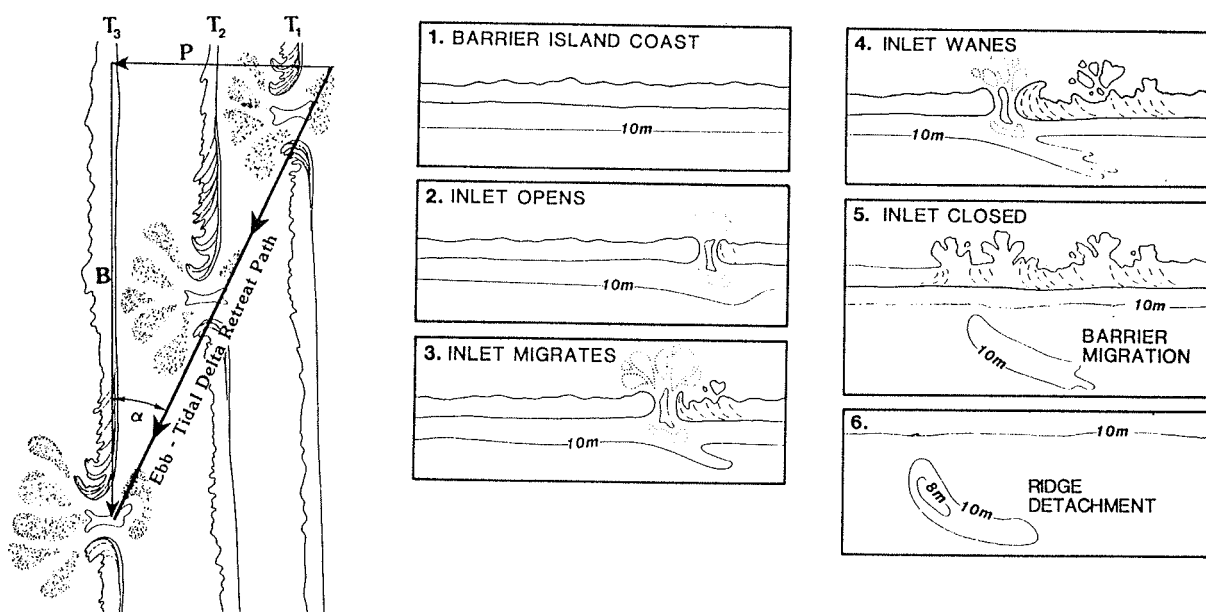 T3 T2 T1
P
B
α
Ebb - Tidal Delta Retreat Path
1. BARRIER ISLAND COAST
10m
2. INLET OPENS
10m
3. INLET MIGRATES
10m
4. INLET WANES
10m
5. INLET CLOSED
10m
10m
BARRIER
MIGRATION
6.
10m
8m
10m
RIDGE
DETACHMENT